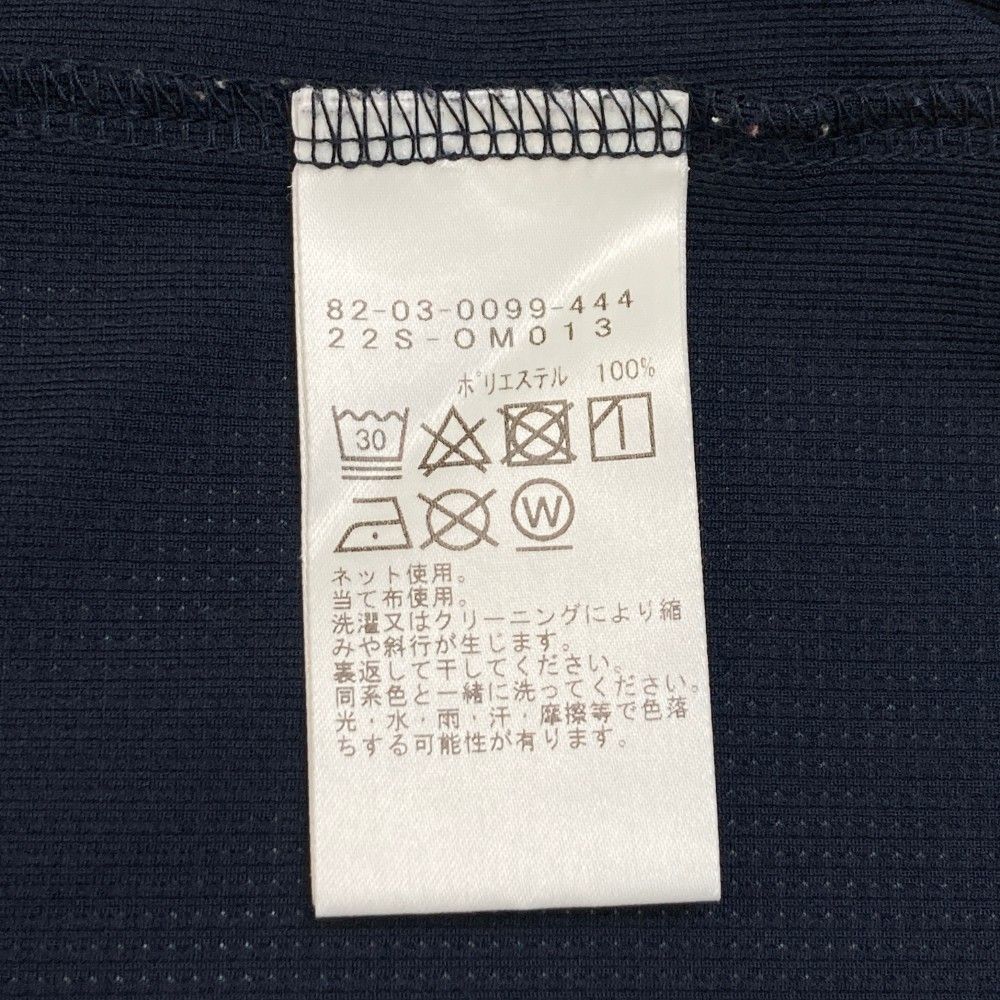 82-03-0099-444
22S-OM013
ポリエステル 100%
30
W
ネット使用。
当て布使用。
洗濯又はクリーニングにより縮
みや斜行が生じます。
裏返して干してください。
同系色と一緒に洗ってください。
光・水・雨・汗・摩擦等で色落
ちする可能性が有ります。